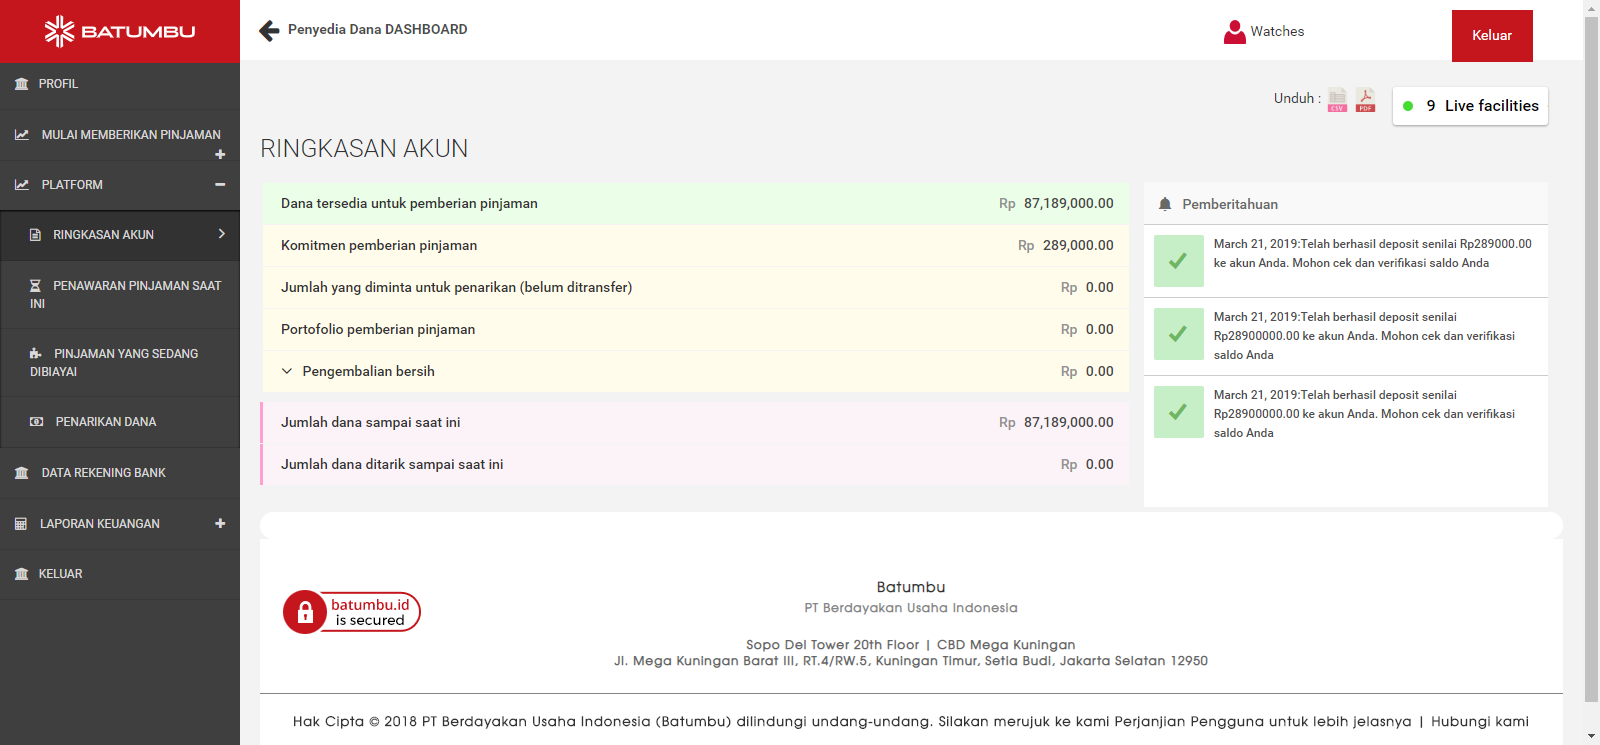 BATUMBU
Penyedia Dana DASHBOARD
Watches
Keluar
PROFIL
MULAI MEMBERIKAN PINJAMAN
PLATFORM
RINGKASAN AKUN
PENAWARAN PINJAMAN SAAT
INI
PINJAMAN YANG SEDANG
DIBIAYAI
PENARIKAN DANA
DATA REKENING BANK
LAPORAN KEUANGAN
KELUAR
Unduh : CSV PDF
9 Live facilities
RINGKASAN AKUN
Dana tersedia untuk pemberian pinjaman Rp 87,189,000.00
Komitmen pemberian pinjaman Rp 289,000.00
Jumlah yang diminta untuk penarikan (belum ditransfer) Rp 0.00
Portofolio pemberian pinjaman Rp 0.00
Pengembalian bersih Rp 0.00
Jumlah dana sampai saat ini Rp 87,189,000.00
Jumlah dana ditarik sampai saat ini Rp 0.00
Pemberitahuan
March 21, 2019:Telah berhasil deposit senilai Rp289000.00
ke akun Anda. Mohon cek dan verifikasi saldo Anda
March 21, 2019:Telah berhasil deposit senilai
Rp28900000.00 ke akun Anda. Mohon cek dan verifikasi
saldo Anda
March 21, 2019:Telah berhasil deposit senilai
Rp28900000.00 ke akun Anda. Mohon cek dan verifikasi
saldo Anda
batumbu.id
is secured
Batumbu
PT Berdayakan Usaha Indonesia
Sopo Del Tower 20th Floor | CBD Mega Kuningan
Jl. Mega Kuningan Barat III, RT.4/RW.5, Kuningan Timur, Setia Budi, Jakarta Selatan 12950
Hak Cipta © 2018 PT Berdayakan Usaha Indonesia (Batumbu) dilindungi undang-undang. Silakan merujuk ke kami Perjanjian Pengguna untuk lebih jelasnya | Hubungi kami